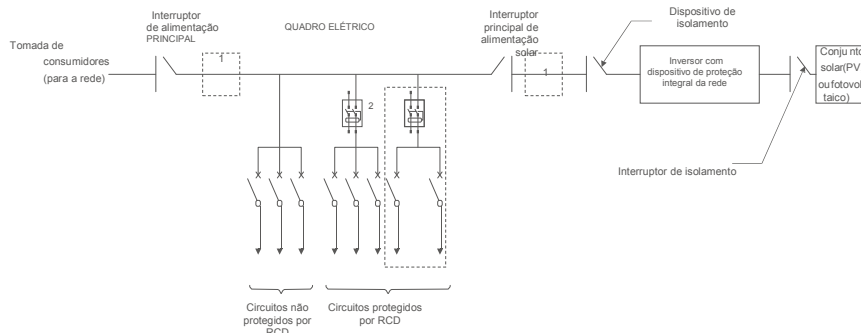 Interruptor
de alimentação
PRINCIPAL
QUADRO ELÉTRICO
Interruptor
principal de
alimentação
solar
Dispositivo de
isolamento
Tomada de
consumidores
(para a rede)
1
1
Inversor com
dispositivo de proteção
integral da rede
Conju nto
solar(PV
ou fotovol
taico)
2
Interruptor de isolamento
Circuitos não
protegidos por
RCD
Circuitos protegidos
por RCD